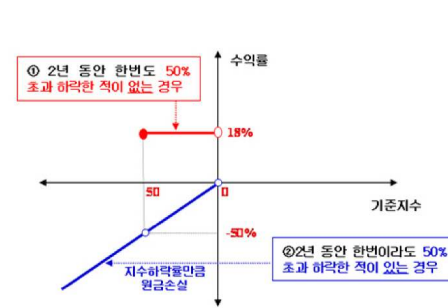 수익률
① 2년 동안 한번도 50%
초과 하락한 적이 없는 경우
15%
50
0
기준지수
-50%
②2년 동안 한번이라도 50%
초과 하락한 적이 있는 경우
지수하락률만큼
원금손실